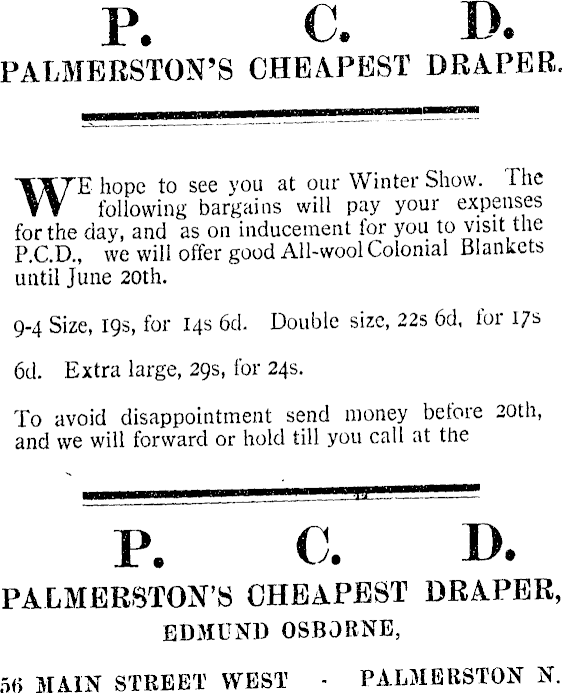 P. C. D.
PALMERSTON'S CHEAPEST DRAPER.
WE hope to see you at our Winter Show. The
following bargains will pay your expenses
for the day, and as on inducement for you to visit the
P.C.D., we will offer good All-wool Colonial Blankets
until June 20th.
9-4 Size, 19s, for 14s 6d. Double size, 22s 6d, for 17s
6d. Extra large, 29s, for 24s.
To avoid disappointment send money before 20th,
and we will forward or hold till you call at the
P. C. D.
PALMERSTON'S CHEAPEST DRAPER,
EDMUND OSBORNE,
56 MAIN STREET WEST - PALMERSTON N.